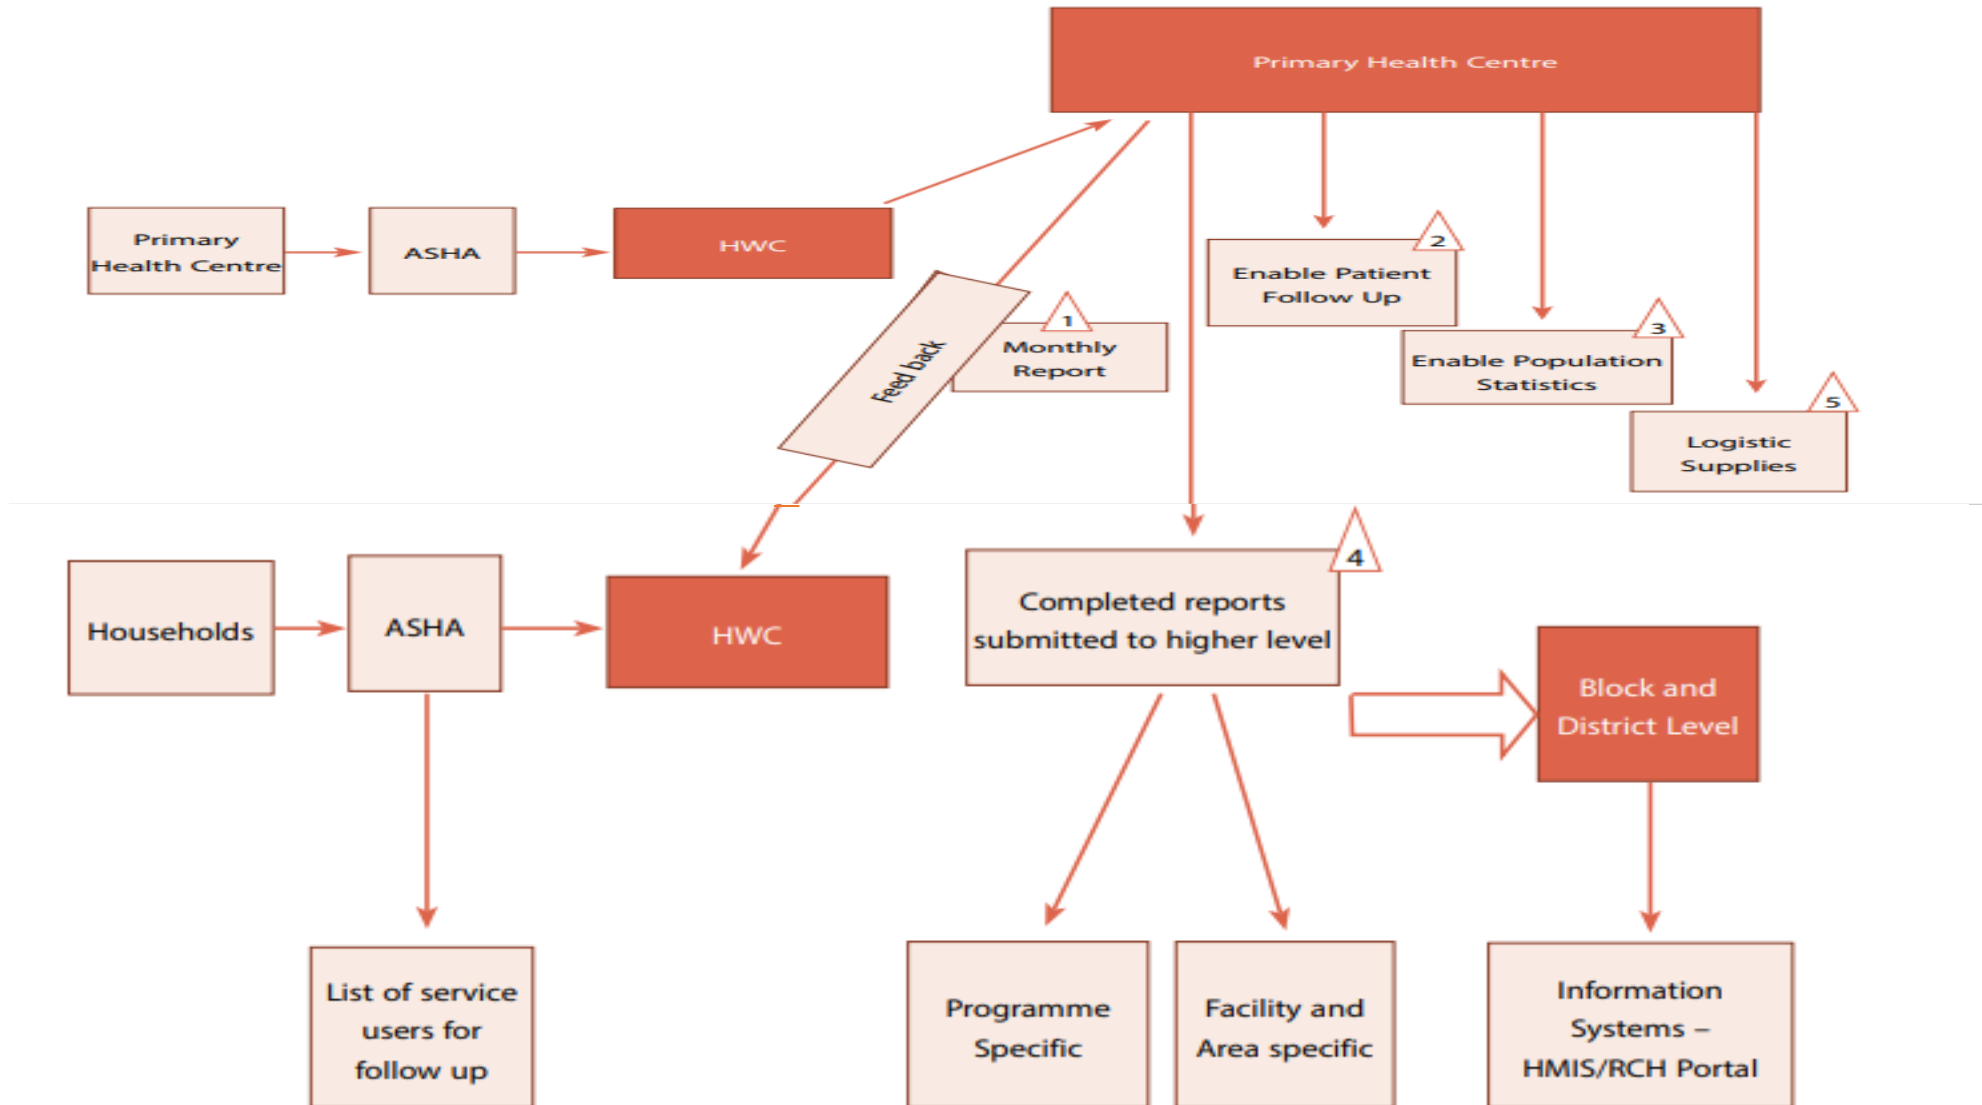 Primary Health Centre
Primary
Health Centre
ASHA
HWC
2
Enable Patient
Follow Up
1
Monthly
Report
Feed back
3
Enable Population
Statistics
5
Logistic
Supplies
4
Households
ASHA
HWC
Completed reports
submitted to higher level
Block and
District Level
List of service
users for
follow up
Programme
Specific
Facility and
Area specific
Information
Systems –
HMIS/RCH Portal